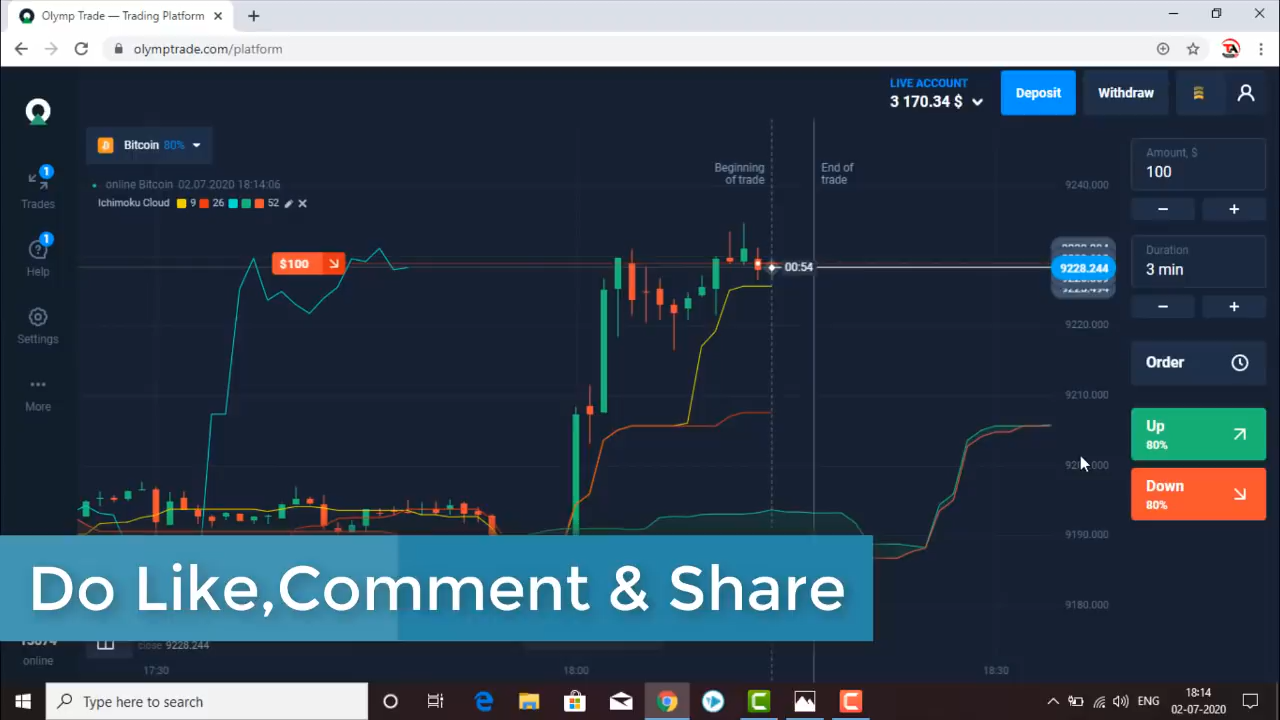 Olymp Trade — Trading Platform
olymptrade.com/platform
LIVE ACCOUNT
3 170.34 $
Deposit
Withdraw
Bitcoin 80%
online Bitcoin 02.07.2020 18:14:06
Ichimoku Cloud 9 26 52
Beginning of trade
End of trade
1
Trades
1
Help
Settings
More
$100
00:54
9240.000
9228.244
9220.000
9210.000
9190.000
9180.000
Amount, $
100
Duration
3 min
Order
Up
80%
Down
80%
Do Like,Comment & Share
online
close 9228.244
17:30
18:00
18:30
Type here to search
ENG
18:14
02-07-2020